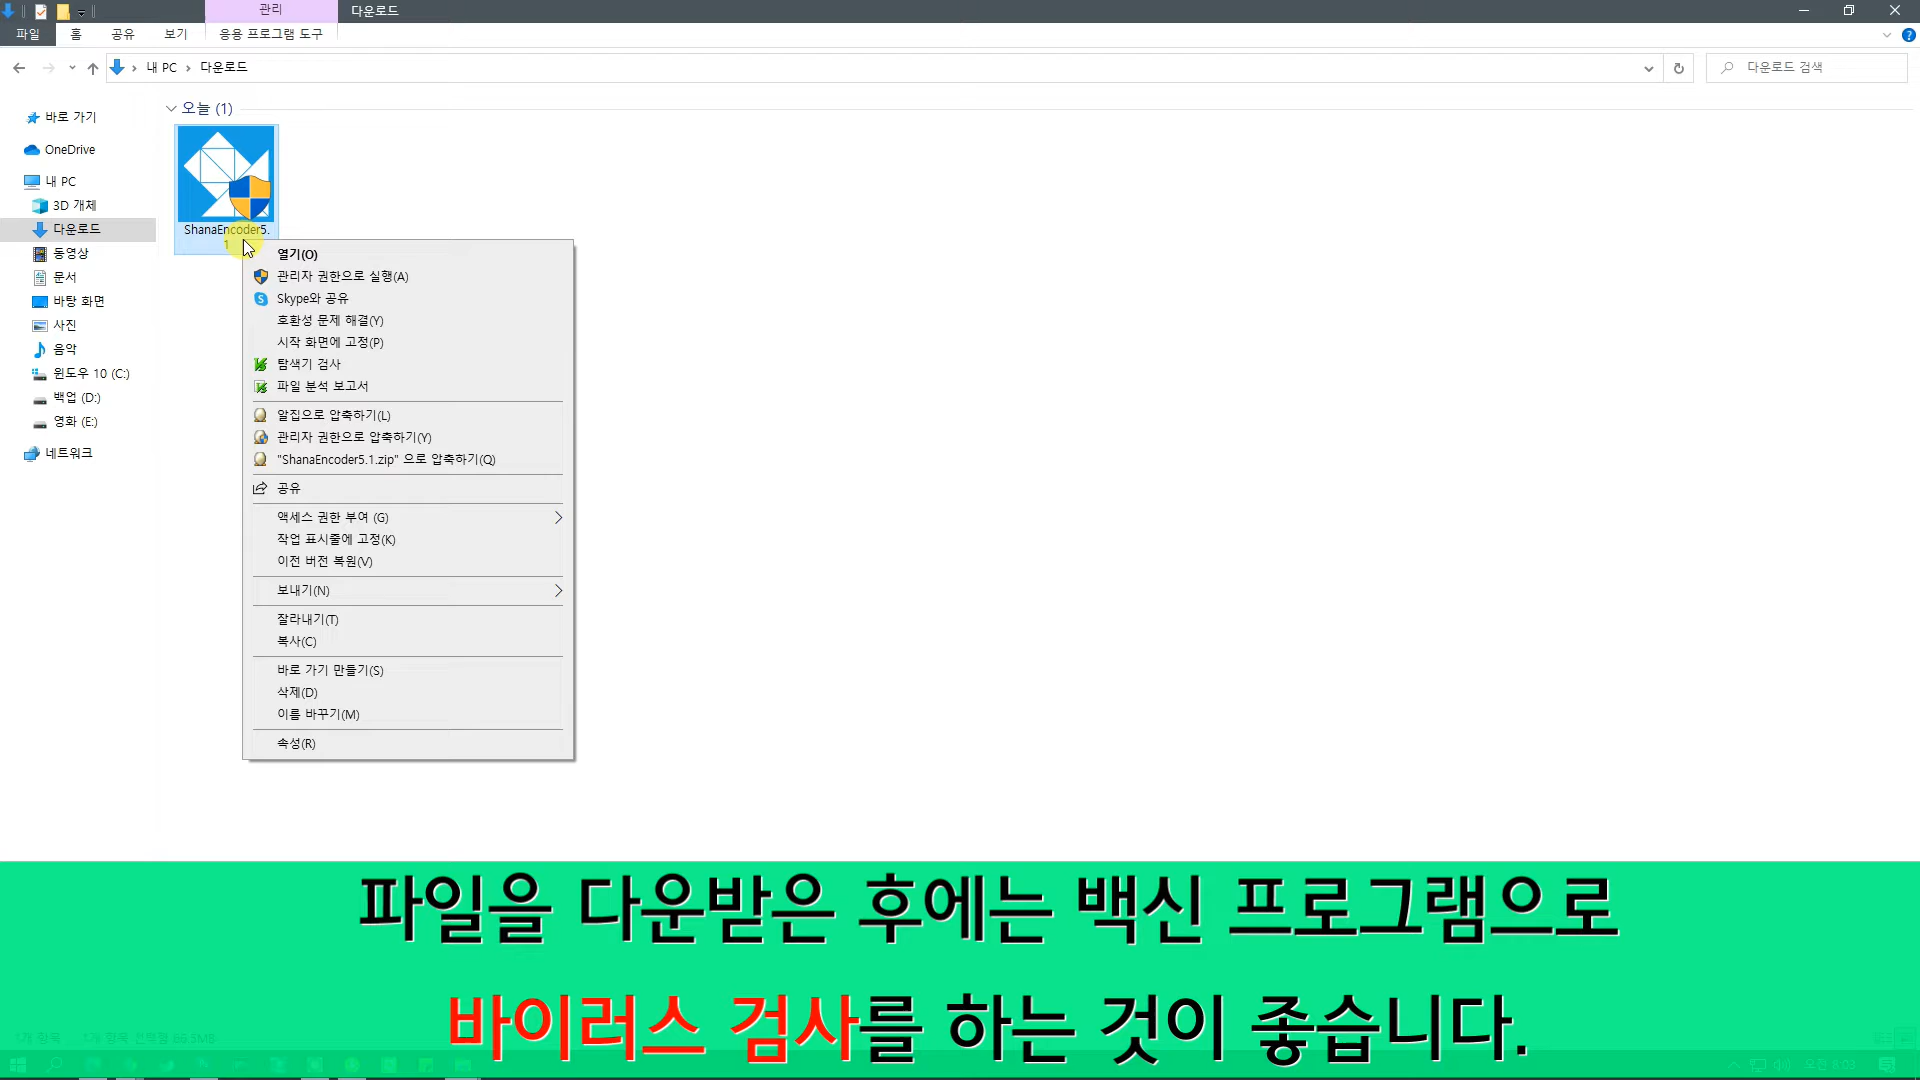 관리
다운로드
파일
홈
공유
보기
응용 프로그램 도구
내 PC
다운로드
다운로드 검색
바로 가기
OneDrive
내 PC
3D 개체
다운로드
동영상
문서
바탕 화면
사진
음악
윈도우 10 (C:)
백업 (D:)
영화 (E:)
네트워크
오늘 (1)
ShanaEncoder5.
1
열기(O)
관리자 권한으로 실행(A)
Skype와 공유
호환성 문제 해결(Y)
시작 화면에 고정(P)
탐색기 검사
파일 분석 보고서
알집으로 압축하기(L)
관리자 권한으로 압축하기(Y)
"ShanaEncoder5.1.zip" 으로 압축하기(Q)
공유
액세스 권한 부여 (G)
작업 표시줄에 고정(K)
이전 버전 복원(V)
보내기(N)
잘라내기(T)
복사(C)
바로 가기 만들기(S)
삭제(D)
이름 바꾸기(M)
속성(R)
파일을 다운받은 후에는 백신 프로그램으로
바이러스 검사를 하는 것이 좋습니다.